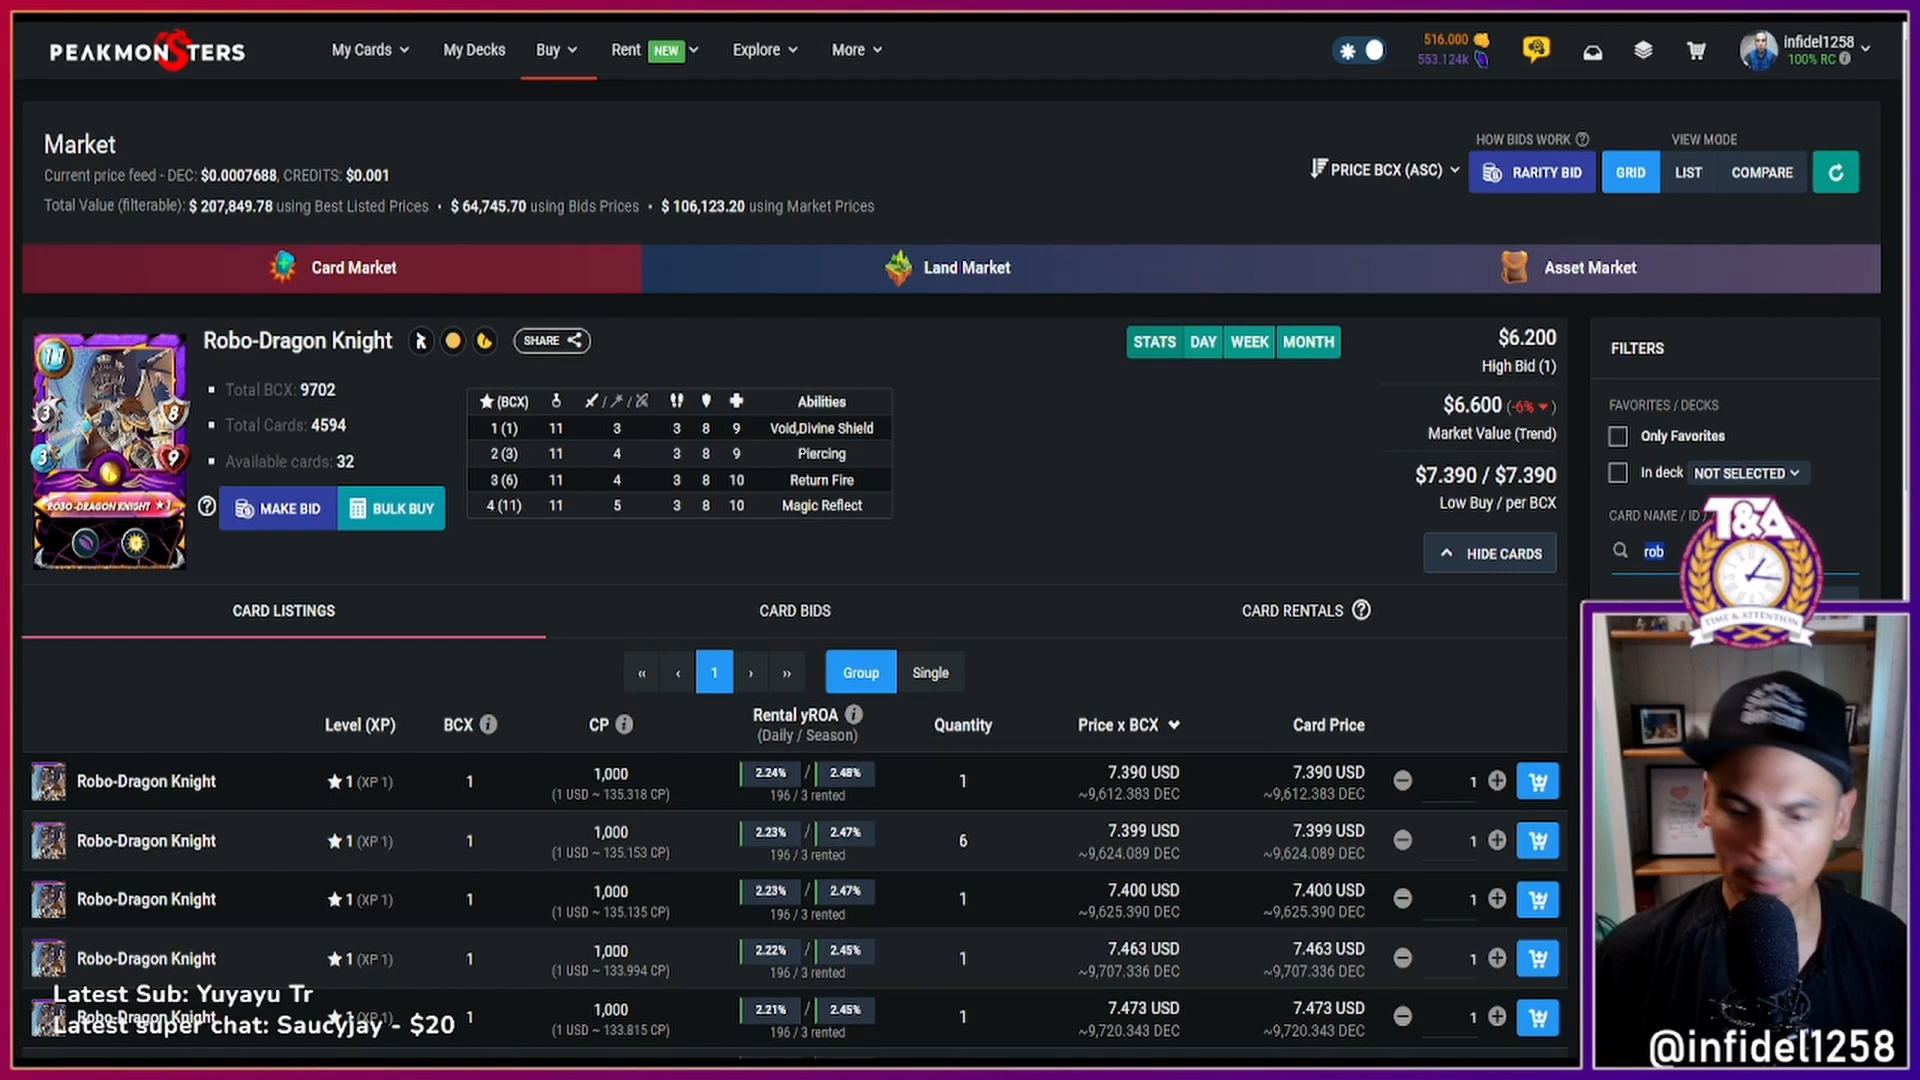 PEAKMONSTERS
My Cards
My Decks
Buy
Rent NEW
Explore
More
516.000
553.124k
infidel1258
100% RC
Market
Current price feed - DEC: $0.0007688, CREDITS: $0.001
Total Value (filterable): $ 207,849.78 using Best Listed Prices • $ 64,745.70 using Bids Prices • $ 106,123.20 using Market Prices
PRICE BCX (ASC)
HOW BIDS WORK
RARITY BID
VIEW MODE
GRID LIST COMPARE
Card Market
Land Market
Asset Market
11
3
8
3
9
ROBO-DRAGON KNIGHT ★1
Robo-Dragon Knight
SHARE
Total BCX: 9702
Total Cards: 4594
Available cards: 32
MAKE BID
BULK BUY
★ (BCX) / / Abilities
1 (1) 11 3 3 8 9 Void,Divine Shield
2 (3) 11 4 3 8 9 Piercing
3 (6) 11 4 3 8 10 Return Fire
4 (11) 11 5 3 8 10 Magic Reflect
STATS DAY WEEK MONTH
$6.200
High Bid (1)
$6.600 (-6% ▼)
Market Value (Trend)
$7.390 / $7.390
Low Buy / per BCX
HIDE CARDS
FILTERS
FAVORITES / DECKS
Only Favorites
In deck NOT SELECTED
CARD NAME / ID /
rob
T&A
TIME & ATTENTION
CARD LISTINGS
CARD BIDS
CARD RENTALS
‹‹ ‹ 1 › ››
Group Single
Level (XP) BCX CP Rental yROA (Daily / Season) Quantity Price x BCX Card Price
Robo-Dragon Knight ★ 1 (XP 1) 1 1,000 2.24% / 2.48% 1 7.390 USD 7.390 USD 1
(1 USD ~ 135.318 CP) 196 / 3 rented ~9,612.383 DEC ~9,612.383 DEC
Robo-Dragon Knight ★ 1 (XP 1) 1 1,000 2.23% / 2.47% 6 7.399 USD 7.399 USD 1
(1 USD ~ 135.153 CP) 196 / 3 rented ~9,624.089 DEC ~9,624.089 DEC
Robo-Dragon Knight ★ 1 (XP 1) 1 1,000 2.23% / 2.47% 1 7.400 USD 7.400 USD 1
(1 USD ~ 135.135 CP) 196 / 3 rented ~9,625.390 DEC ~9,625.390 DEC
Robo-Dragon Knight ★ 1 (XP 1) 1 1,000 2.22% / 2.45% 1 7.463 USD 7.463 USD 1
(1 USD ~ 133.994 CP) 196 / 3 rented ~9,707.336 DEC ~9,707.336 DEC
Robo-Dragon Knight ★ 1 (XP 1) 1 1,000 2.21% / 2.45% 1 7.473 USD 7.473 USD 1
(1 USD ~ 133.815 CP) 196 / 3 rented ~9,720.343 DEC ~9,720.343 DEC
Latest Sub: Yuyayu Tr
Latest super chat: Saucyjay - $20
@infidel1258